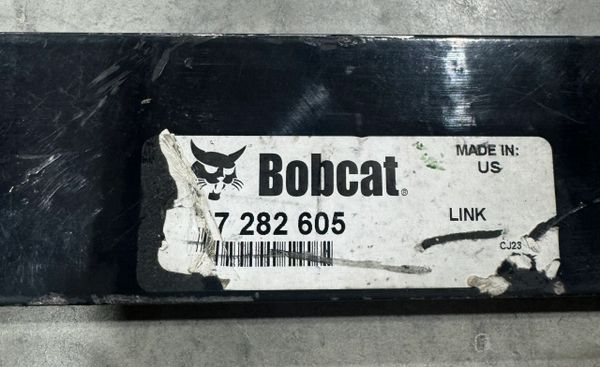 Bobcat®
MADE IN:
US
7 282 605
LINK
CJ23